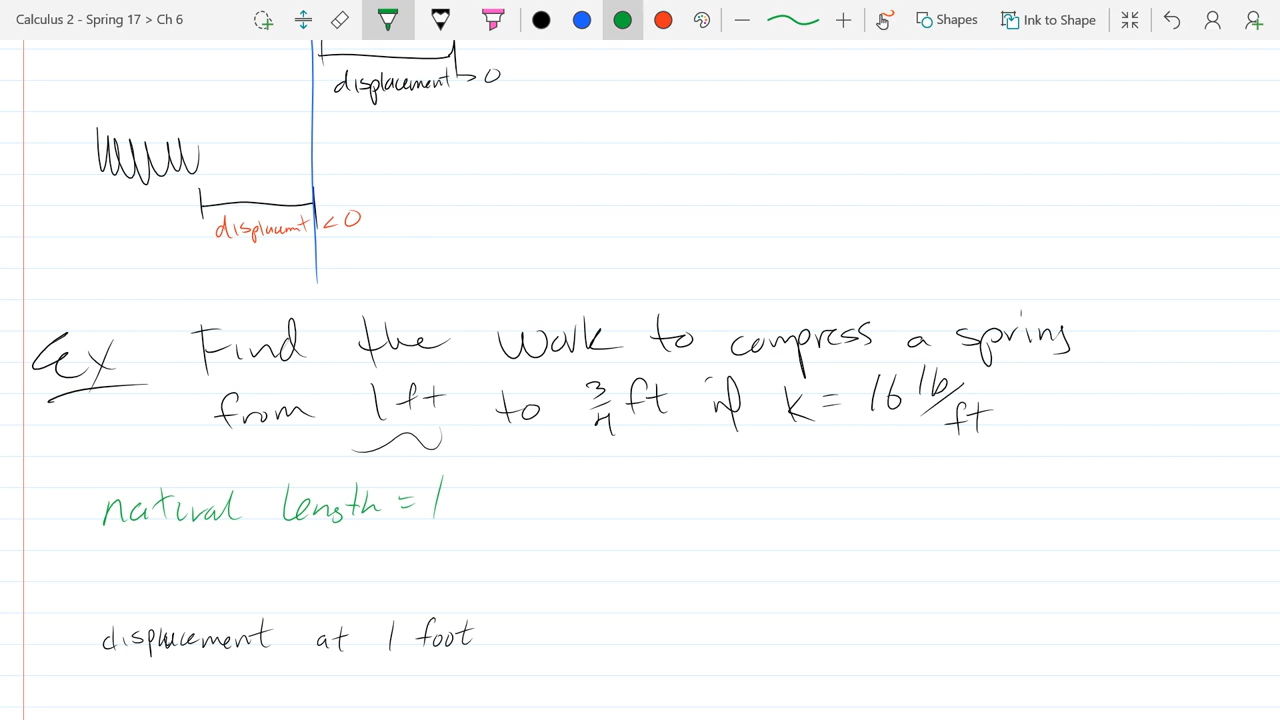 Calculus 2 - Spring 17 > Ch 6
Shapes
Ink to Shape
displacement > 0
displacemt < 0
Ex Find the work to compress a spring
from 1 ft to 3/4 ft if k = 16 lb/ft
natural length = 1
displacement at 1 foot